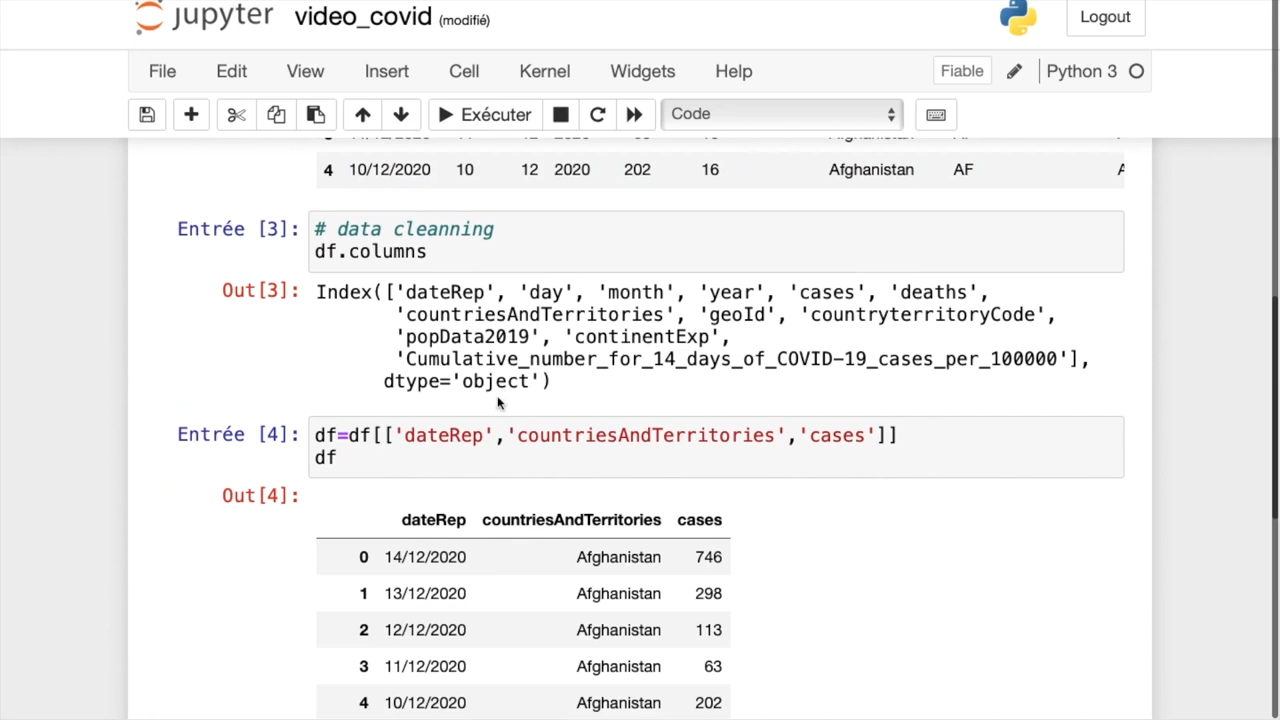 jupyter video_covid (modifié) Logout
File Edit View Insert Cell Kernel Widgets Help Fiable Python 3
Exécuter Code
4 10/12/2020 10 12 2020 202 16 Afghanistan AF
Entrée [3]: # data cleanning
df.columns
Out[3]: Index(['dateRep', 'day', 'month', 'year', 'cases', 'deaths',
'countriesAndTerritories', 'geoId', 'countryterritoryCode',
'popData2019', 'continentExp',
'Cumulative_number_for_14_days_of_COVID-19_cases_per_100000'],
dtype='object')
Entrée [4]: df=df[['dateRep','countriesAndTerritories','cases']]
df
Out[4]:
dateRep countriesAndTerritories cases
0 14/12/2020 Afghanistan 746
1 13/12/2020 Afghanistan 298
2 12/12/2020 Afghanistan 113
3 11/12/2020 Afghanistan 63
4 10/12/2020 Afghanistan 202